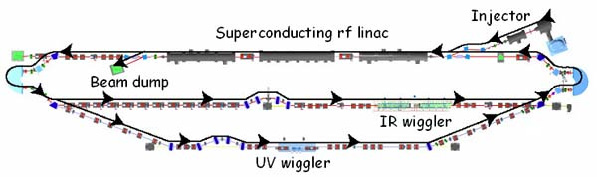 Injector
Superconducting rf linac
Beam dump
IR wiggler
UV wiggler